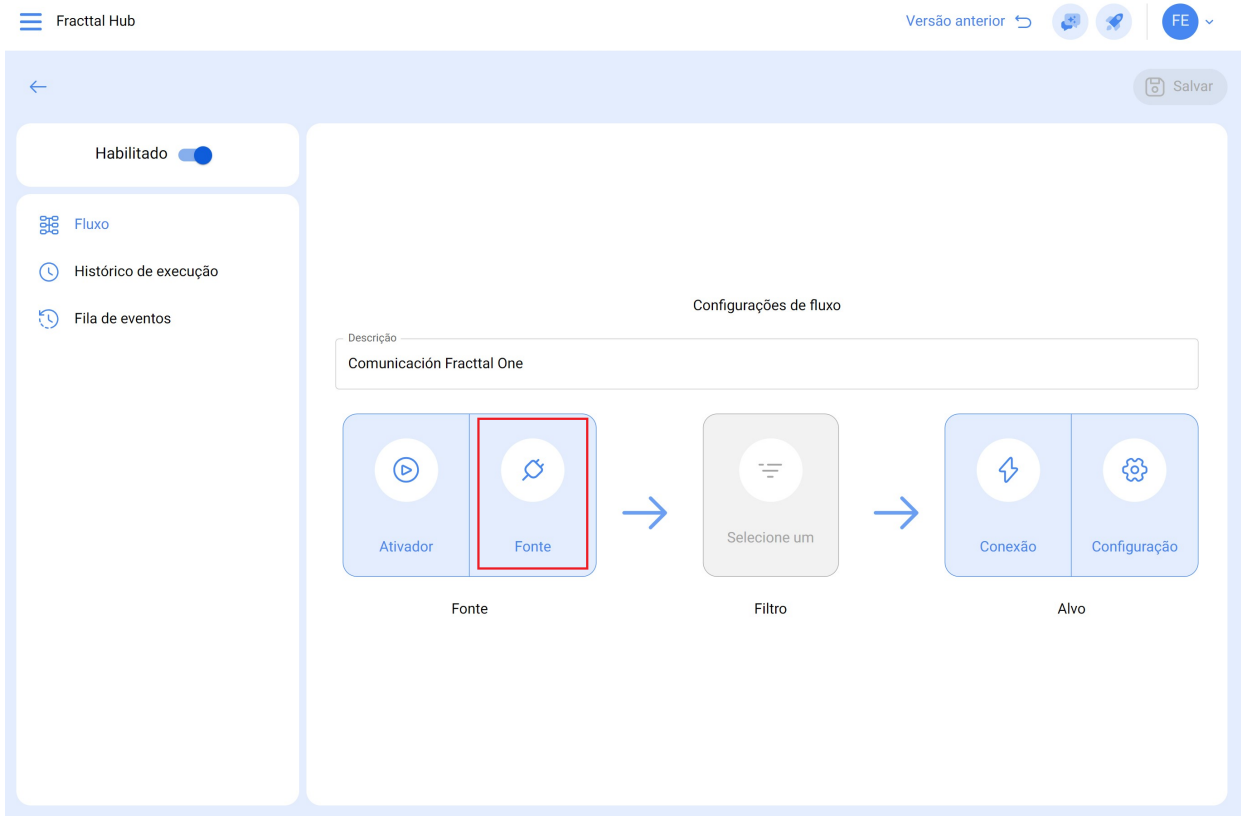 Fracttal Hub
Versão anterior
FE
Salvar
Habilitado
Fluxo
Histórico de execução
Fila de eventos
Configurações de fluxo
Descrição
Comunicación Fracttal One
Ativador
Fonte
Selecione um
Conexão
Configuração
Fonte
Filtro
Alvo